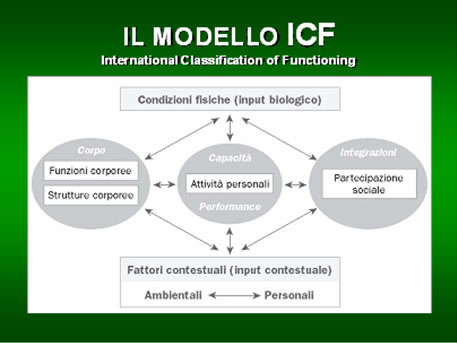 IL MODELLO ICF
International Classification of Functioning
Condizioni fisiche (input biologico)
Corpo
Funzioni corporee
Strutture corporee
Capacità
Attività personali
Performance
Integrazioni
Partecipazione
sociale
Fattori contestuali (input contestuale)
Ambientali Personali